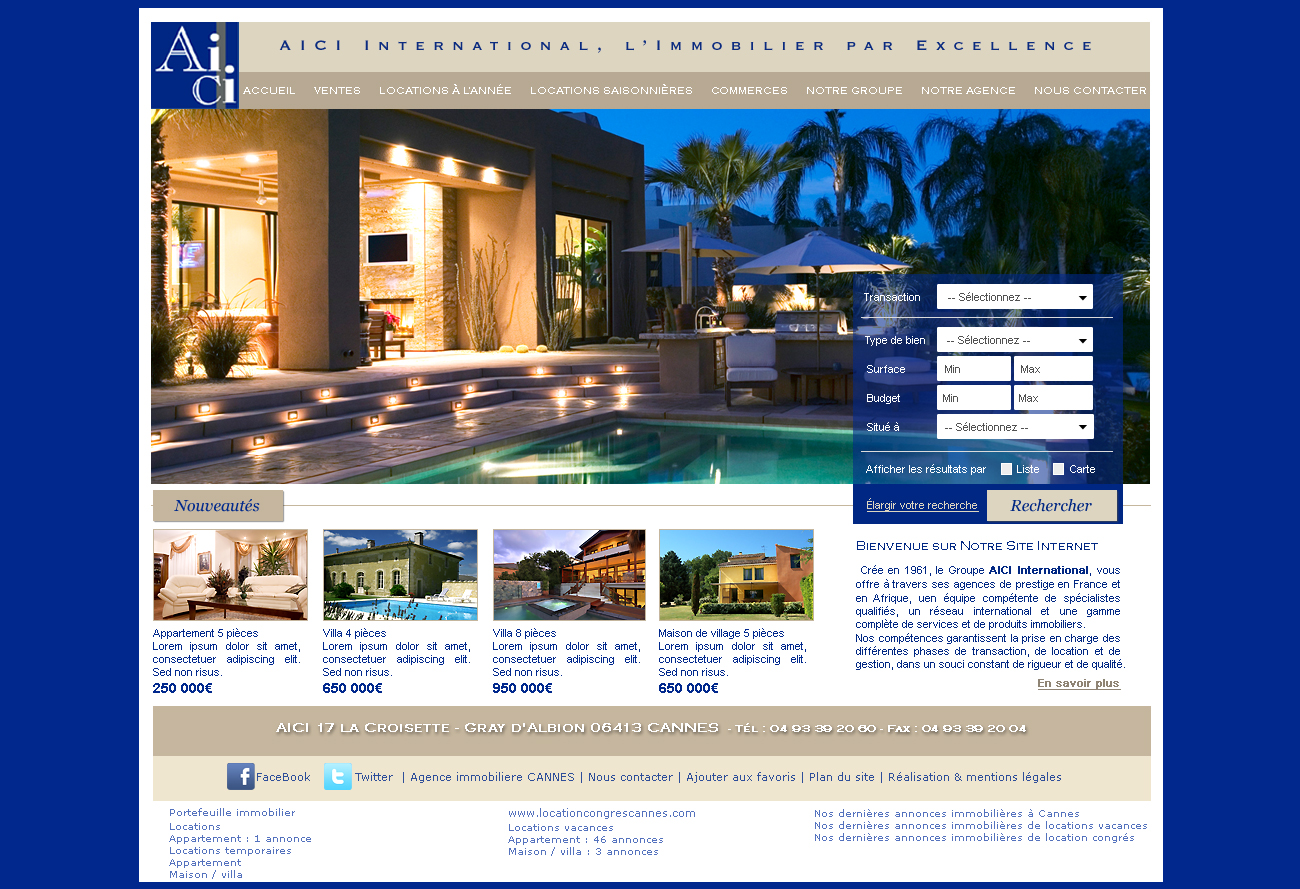 Ai
Ci
AICI International, l'Immobilier par Excellence
ACCUEIL VENTES LOCATIONS À L'ANNÉE LOCATIONS SAISONNIÈRES COMMERCES NOTRE GROUPE NOTRE AGENCE NOUS CONTACTER
Transaction -- Sélectionnez --
Type de bien -- Sélectionnez --
Surface Min Max
Budget Min Max
Situé à -- Sélectionnez --
Afficher les résultats par Liste Carte
Élargir votre recherche Rechercher
Nouveautés
Appartement 5 pièces
Lorem ipsum dolor sit amet,
consectetuer adipiscing elit.
Sed non risus.
250 000€
Villa 4 pièces
Lorem ipsum dolor sit amet,
consectetuer adipiscing elit.
Sed non risus.
650 000€
Villa 8 pièces
Lorem ipsum dolor sit amet,
consectetuer adipiscing elit.
Sed non risus.
950 000€
Maison de village 5 pièces
Lorem ipsum dolor sit amet,
consectetuer adipiscing elit.
Sed non risus.
650 000€
Bienvenue sur Notre Site Internet
Crée en 1961, le Groupe AICI International, vous
offre à travers ses agences de prestige en France et
en Afrique, uen équipe compétente de spécialistes
qualifiés, un réseau international et une gamme
complète de services et de produits immobiliers.
Nos compétences garantissent la prise en charge des
différentes phases de transaction, de location et de
gestion, dans un souci constant de rigueur et de qualité.
En savoir plus
AICI 17 la Croisette - Gray d'Albion 06413 CANNES - Tél : 04 93 39 20 60 - Fax : 04 93 39 20 04
FaceBook Twitter | Agence immobiliere CANNES | Nous contacter | Ajouter aux favoris | Plan du site | Réalisation & mentions légales
Portefeuille immobilier
Locations
Appartement : 1 annonce
Locations temporaires
Appartement
Maison / villa
www.locationcongrescannes.com
Locations vacances
Appartement : 46 annonces
Maison / villa : 3 annonces
Nos dernières annonces immobilières à Cannes
Nos dernières annonces immobilières de locations vacances
Nos dernières annonces immobilières de location congrés